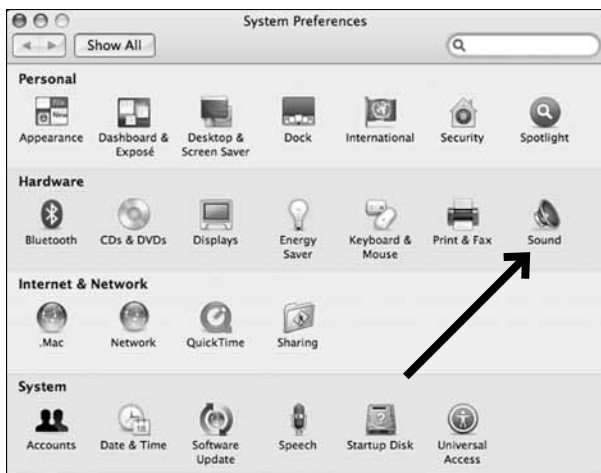 System Preferences
Show All
Personal
Appearance Dashboard & Exposé Desktop & Screen Saver Dock International Security Spotlight
Hardware
Bluetooth CDs & DVDs Displays Energy Saver Keyboard & Mouse Print & Fax Sound
Internet & Network
.Mac Network QuickTime Sharing
System
Accounts Date & Time Software Update Speech Startup Disk Universal Access